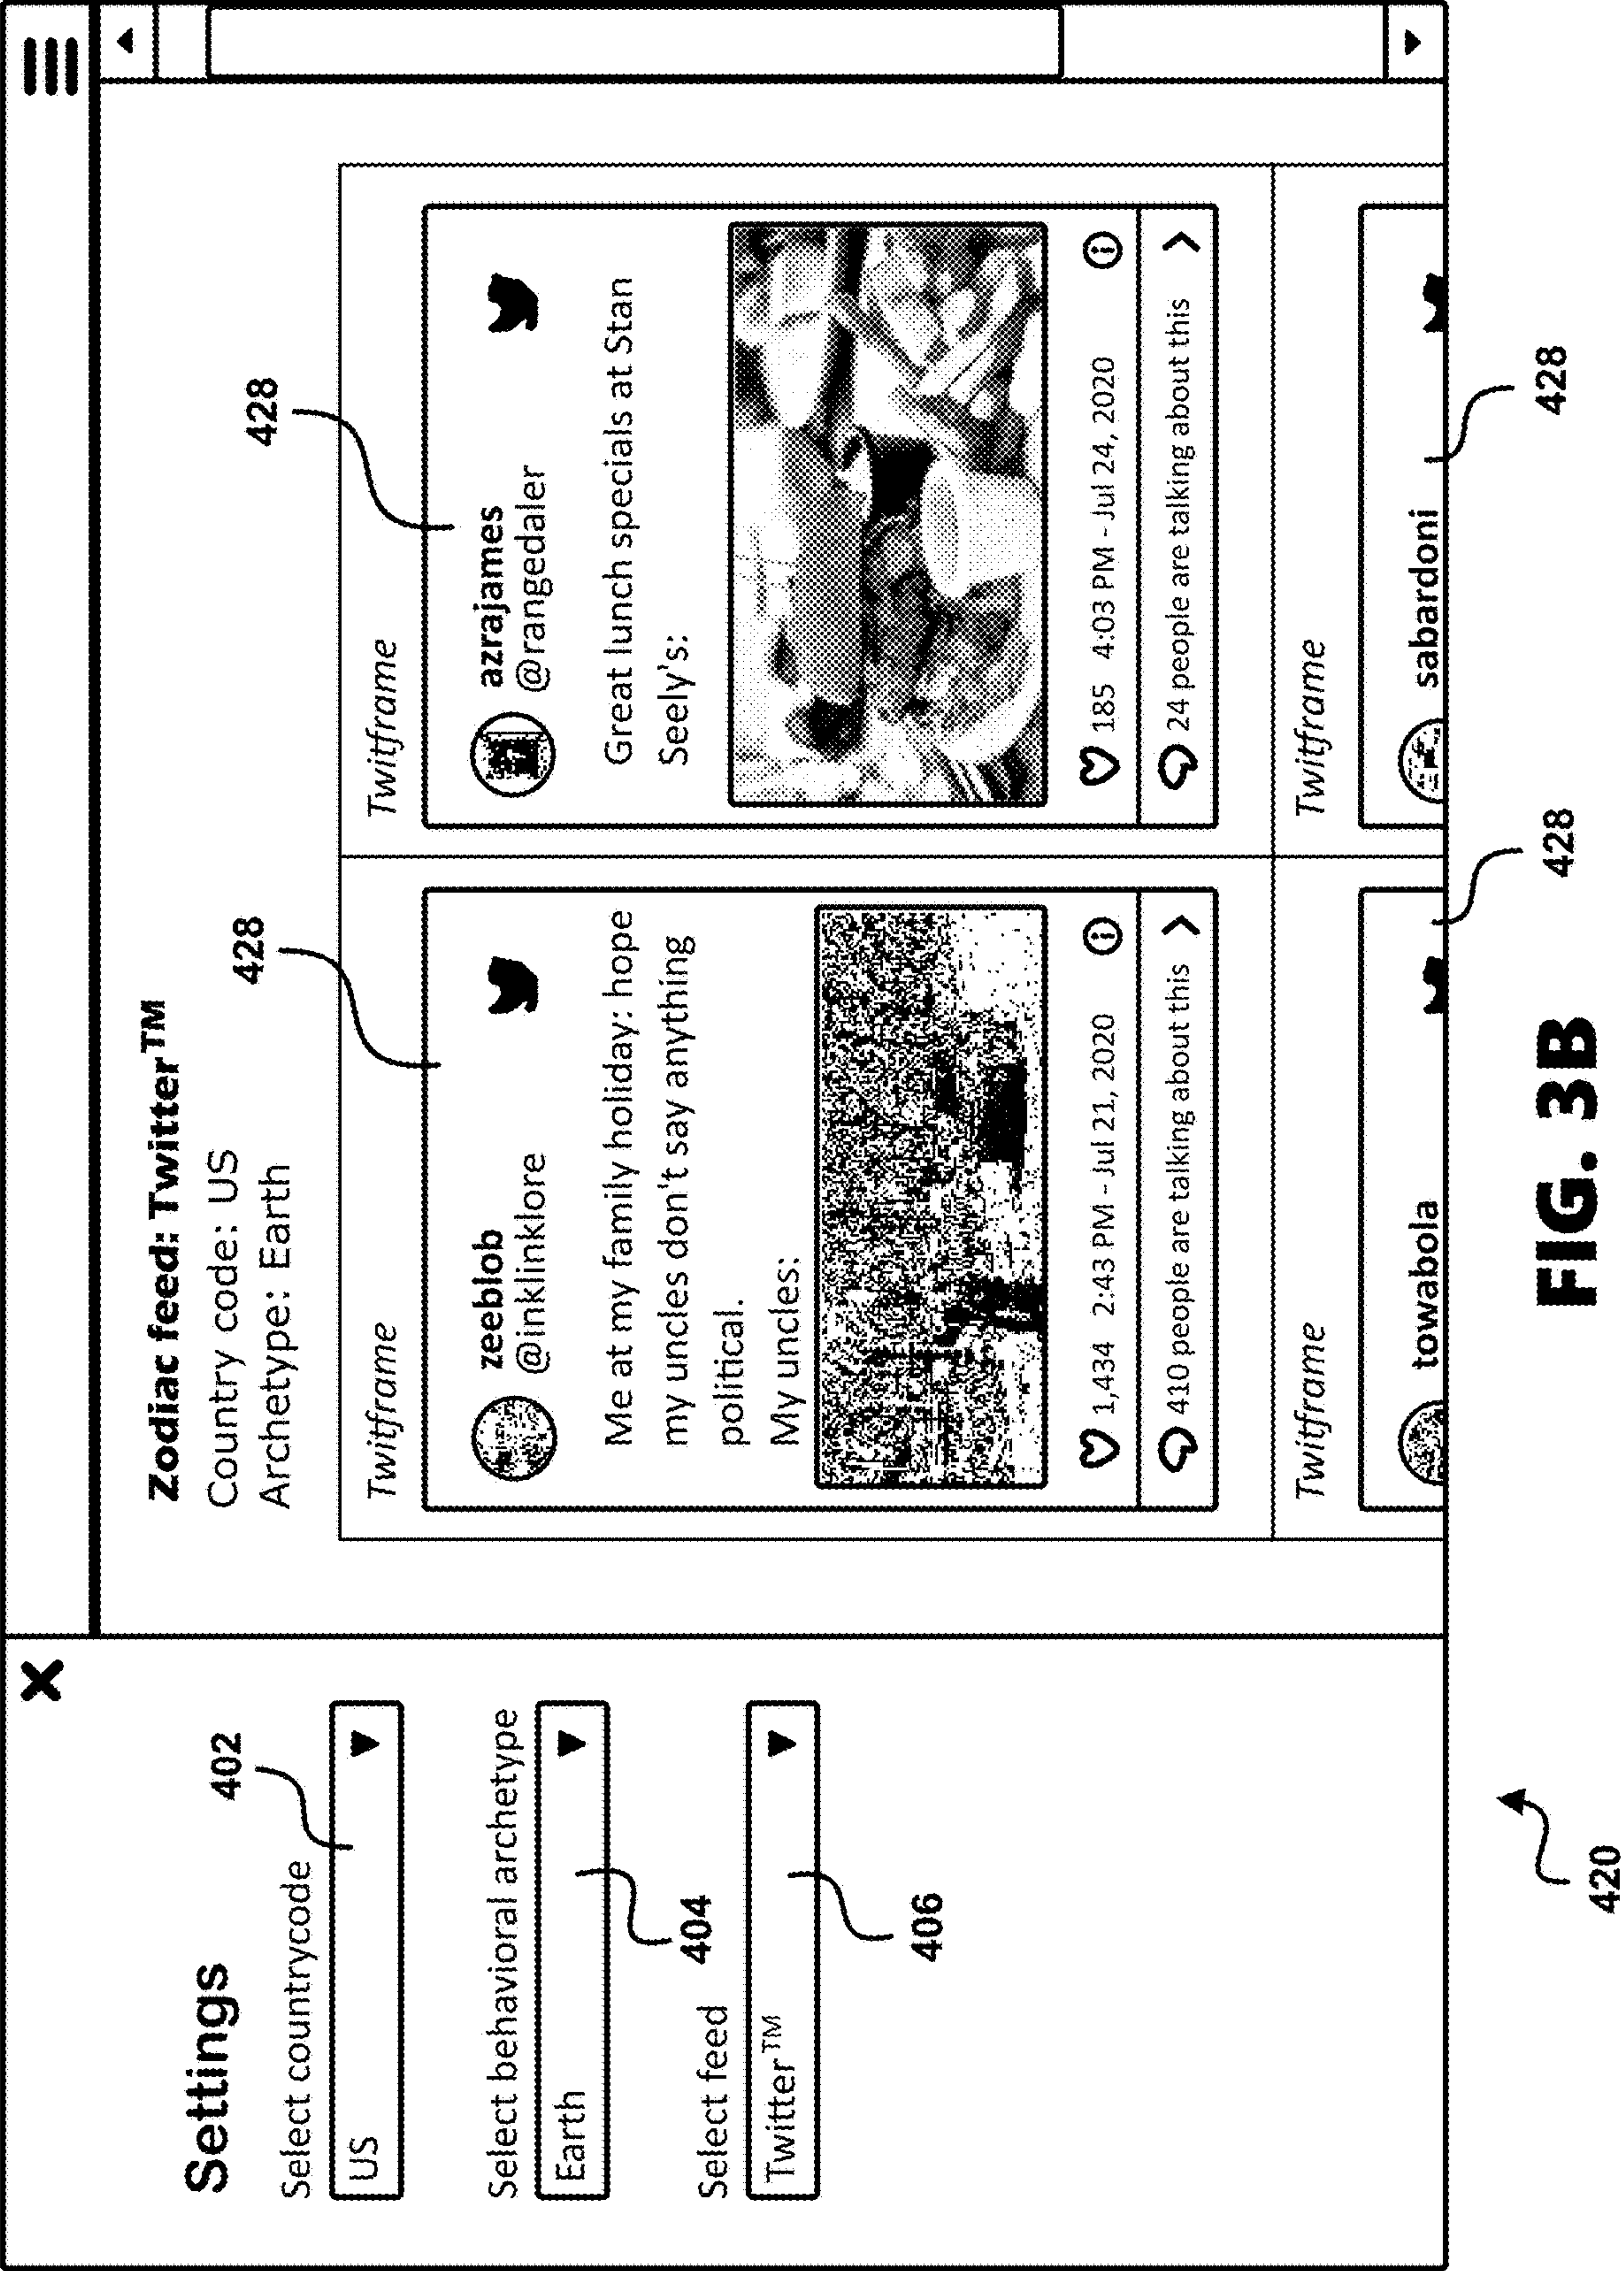 Settings
402
Select countrycode
US
Select behavioral archetype
Earth
404
Select feed
Twitter™
406
Zodiac feed: Twitter™
Country code: US
Archetype: Earth
428
428
Twitframe
zeeblob
@inklinklore
Me at my family holiday: hope
my uncles don't say anything
political.
My uncles:
1,434 2:43 PM - Jul 21, 2020
410 people are talking about this
Twitframe
azrajames
@rangedaler
Great lunch specials at Stan
Seely's:
185 4:03 PM - Jul 24, 2020
24 people are talking about this
Twitframe
towabola
428
Twitframe
sabardoni
428
420
FIG. 3B